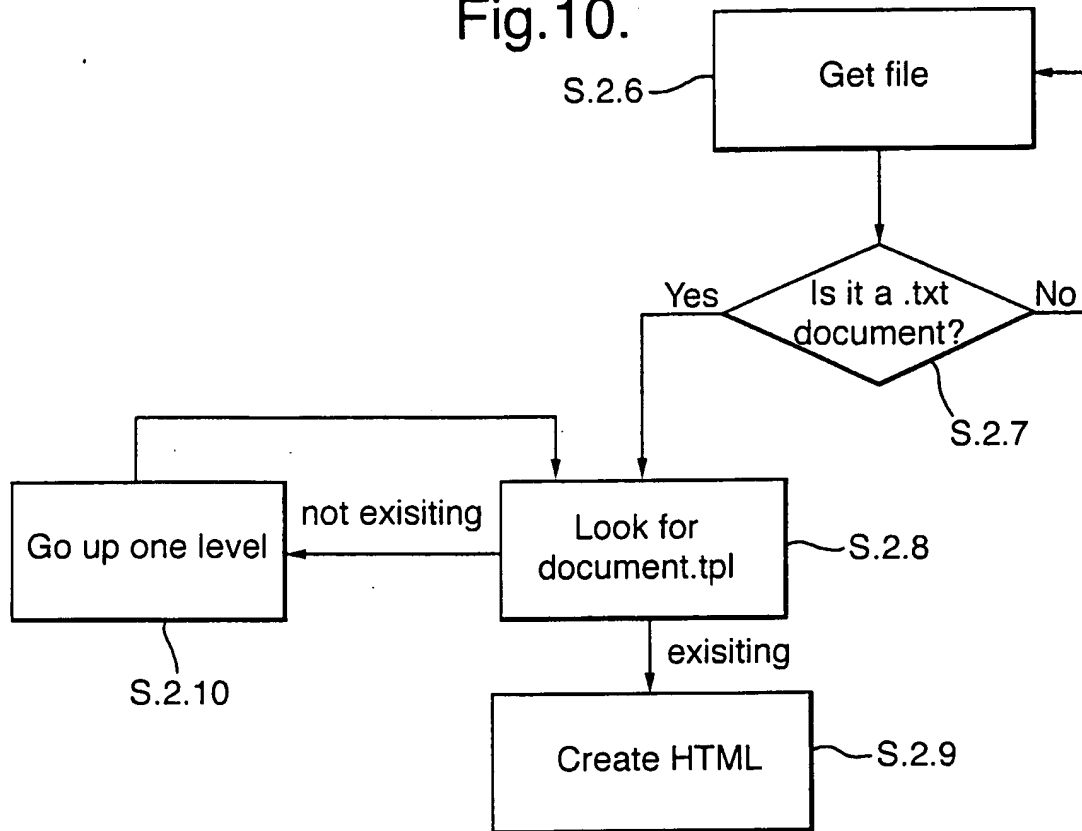 Fig.10.
Get file
S.2.6
Yes
Is it a .txt
document?
No
S.2.7
Go up one level
not exisiting
Look for
document.tpl
S.2.8
S.2.10
exisiting
Create HTML
S.2.9